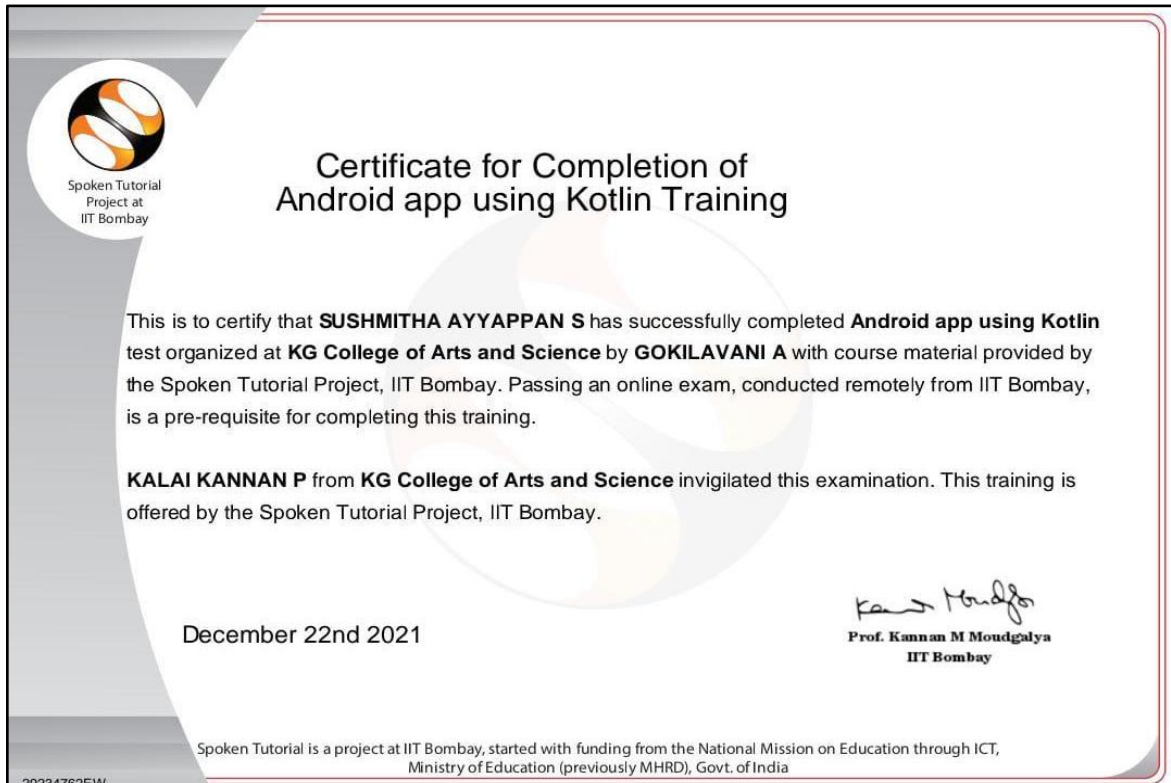 Spoken Tutorial
Project at
IIT Bombay
Certificate for Completion of
Android app using Kotlin Training
This is to certify that SUSHMITHA AYYAPPAN S has successfully completed Android app using Kotlin
test organized at KG College of Arts and Science by GOKILAVANI A with course material provided by
the Spoken Tutorial Project, IIT Bombay. Passing an online exam, conducted remotely from IIT Bombay,
is a pre-requisite for completing this training.
KALAI KANNAN P from KG College of Arts and Science invigilated this examination. This training is
offered by the Spoken Tutorial Project, IIT Bombay.
December 22nd 2021
Prof. Kannan M Moudgalya
IIT Bombay
Spoken Tutorial is a project at IIT Bombay, started with funding from the National Mission on Education through ICT,
Ministry of Education (previously MHRD), Govt. of India